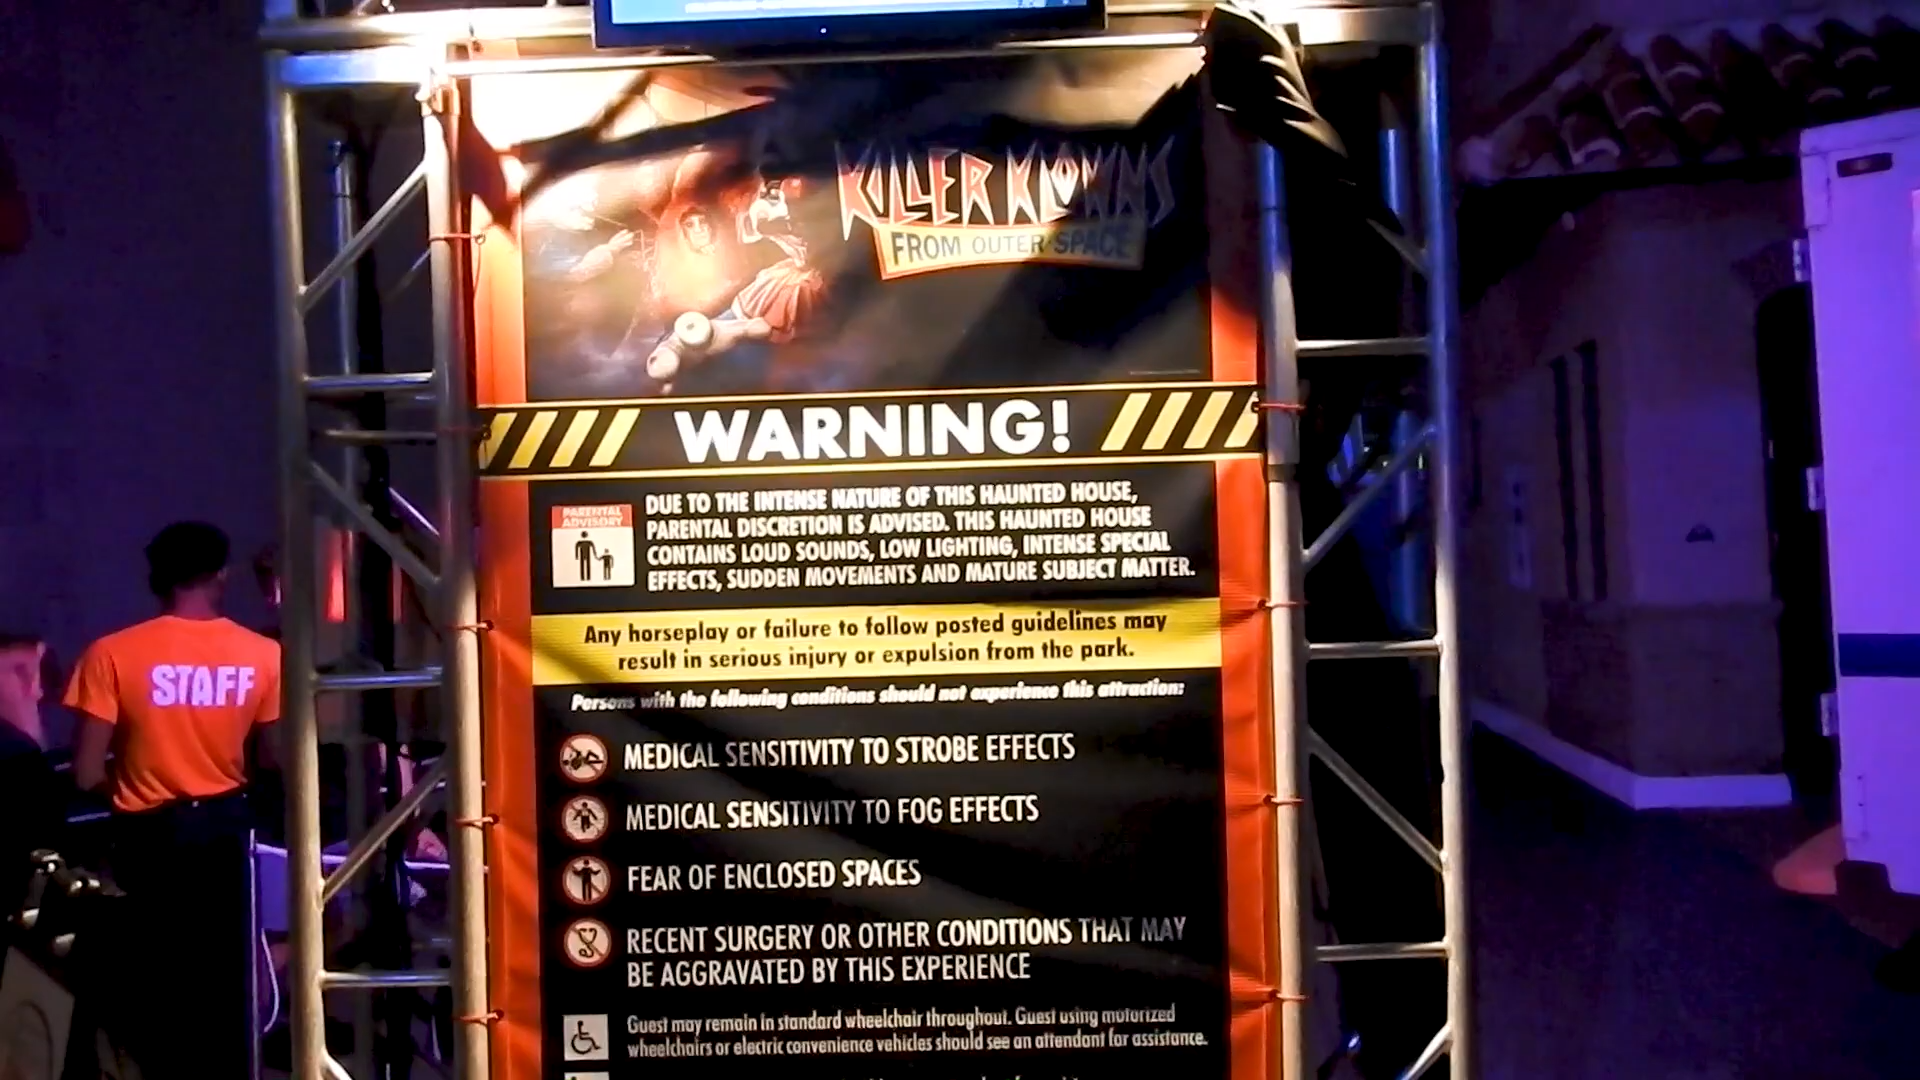 KILLER KLOWNS
FROM OUTER SPACE
WARNING!
PARENTAL
ADVISORY
DUE TO THE INTENSE NATURE OF THIS HAUNTED HOUSE,
PARENTAL DISCRETION IS ADVISED. THIS HAUNTED HOUSE
CONTAINS LOUD SOUNDS, LOW LIGHTING, INTENSE SPECIAL
EFFECTS, SUDDEN MOVEMENTS AND MATURE SUBJECT MATTER.
Any horseplay or failure to follow posted guidelines may
result in serious injury or expulsion from the park.
Persons with the following conditions should not experience this attraction:
STAFF
MEDICAL SENSITIVITY TO STROBE EFFECTS
MEDICAL SENSITIVITY TO FOG EFFECTS
FEAR OF ENCLOSED SPACES
RECENT SURGERY OR OTHER CONDITIONS THAT MAY
BE AGGRAVATED BY THIS EXPERIENCE
Guest may remain in standard wheelchair throughout. Guest using motorized
wheelchairs or electric convenience vehicles should see an attendant for assistance.